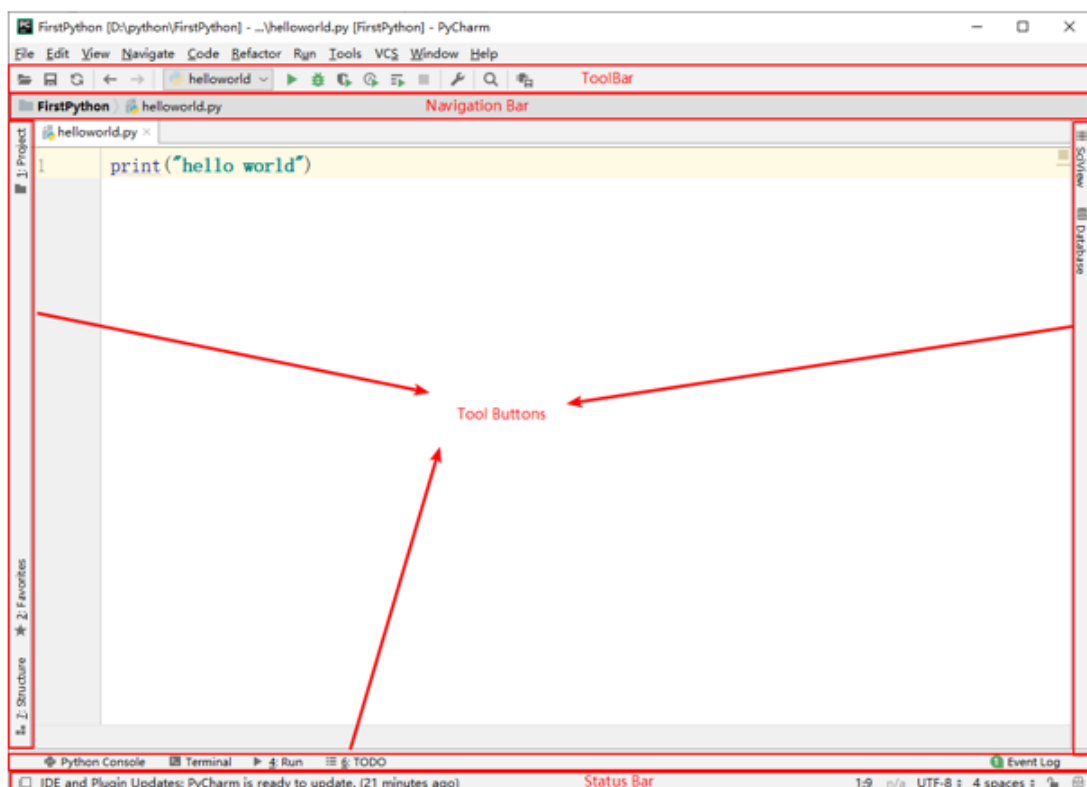 FirstPython [D:\python\FirstPython] - ...\helloworld.py [FirstPython] - PyCharm
File Edit View Navigate Code Refactor Run Tools VCS Window Help
helloworld ToolBar
FirstPython helloworld.py Navigation Bar
helloworld.py
1: Project
1 print("hello world")
SciView
Database
Tool Buttons
2: Favorites
7: Structure
Python Console Terminal 4: Run 6: TODO 1 Event Log
IDE and Plugin Updates: PyCharm is ready to update. (21 minutes ago) Status Bar 1:9 n/a UTF-8 4 spaces